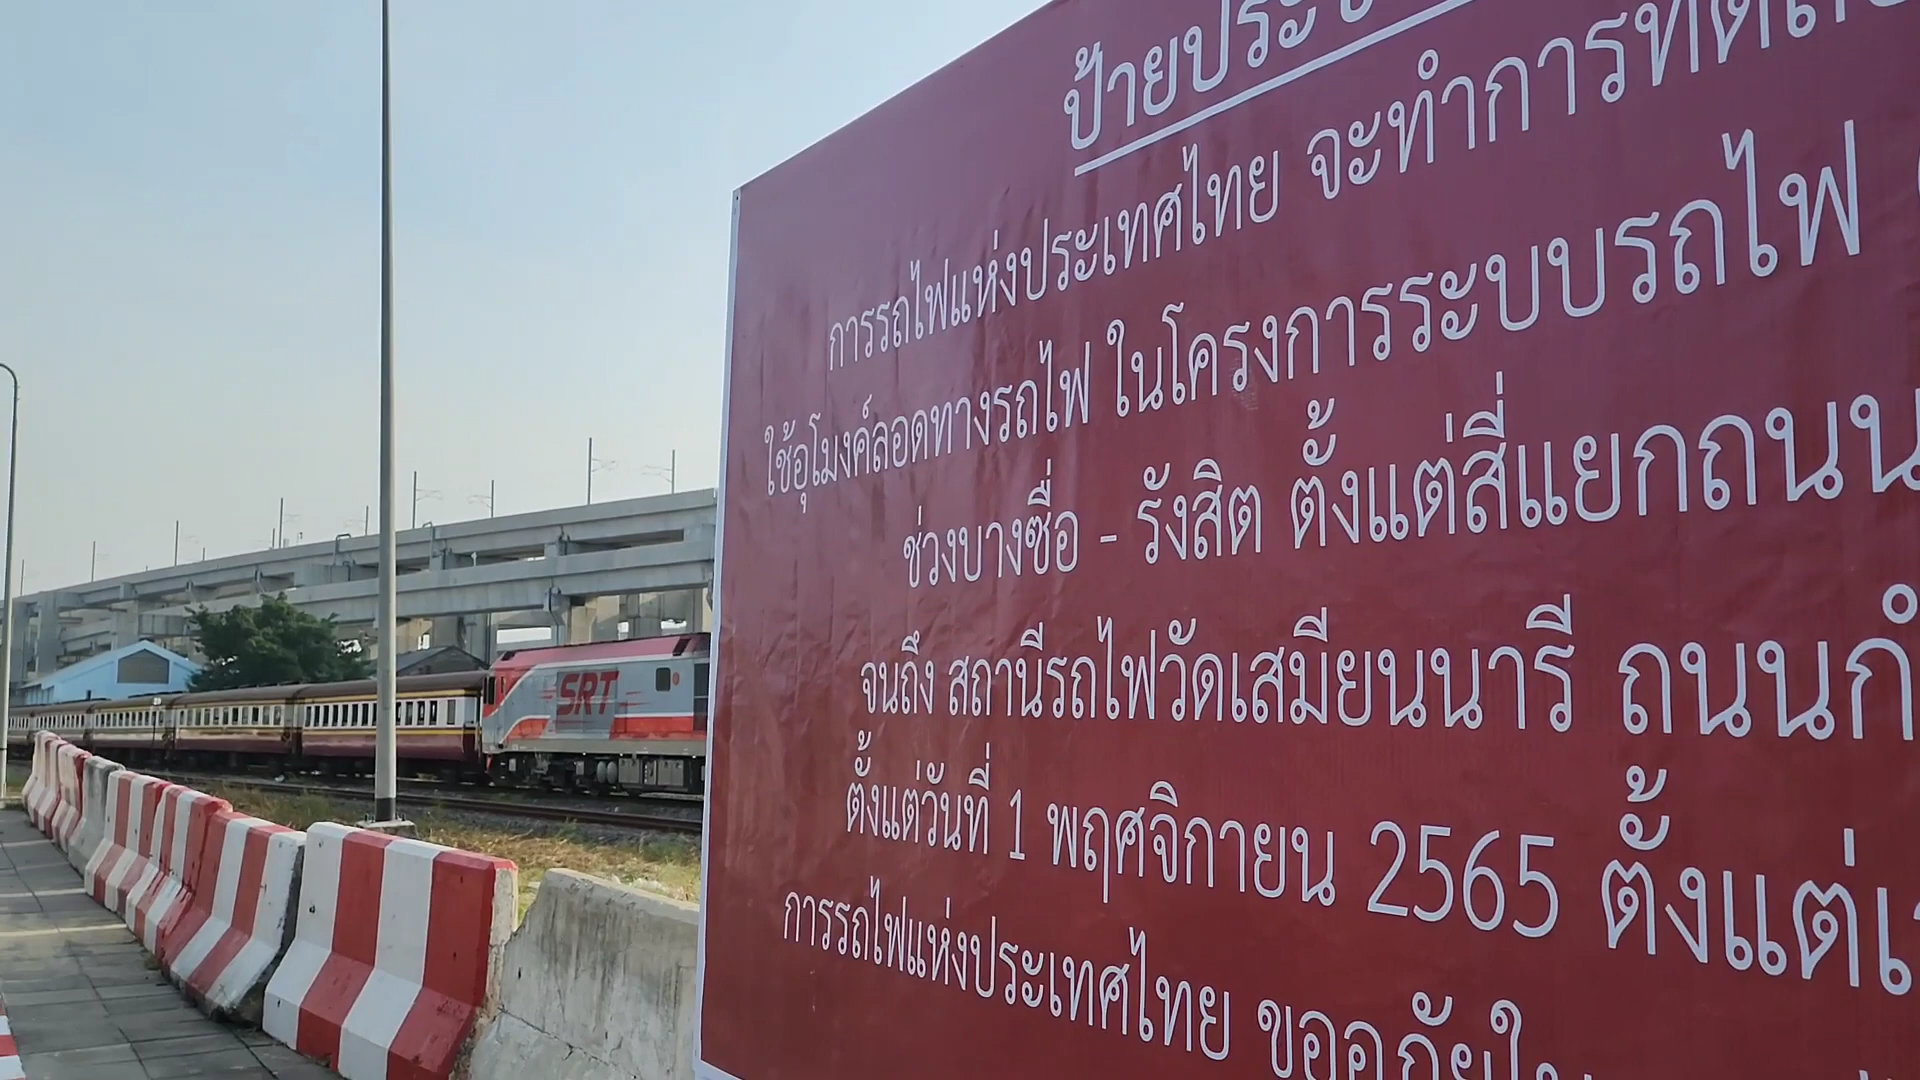 ป้าย
การรถไฟแห่งประเทศไทย จะทำการ
ใช้อุโมงค์ลอดทางรถไฟ ในโครงการระบบรถไฟ
ช่วงบางซื่อ - รังสิต ตั้งแต่สี่แยกถนน
จนถึง สถานีรถไฟวัดเสมียนนารี ถนน
ตั้งแต่วันที่ 1 พฤศจิกายน 2565 ตั้งแต่
การรถไฟแห่งประเทศไทย ขออภัยใน
SRT